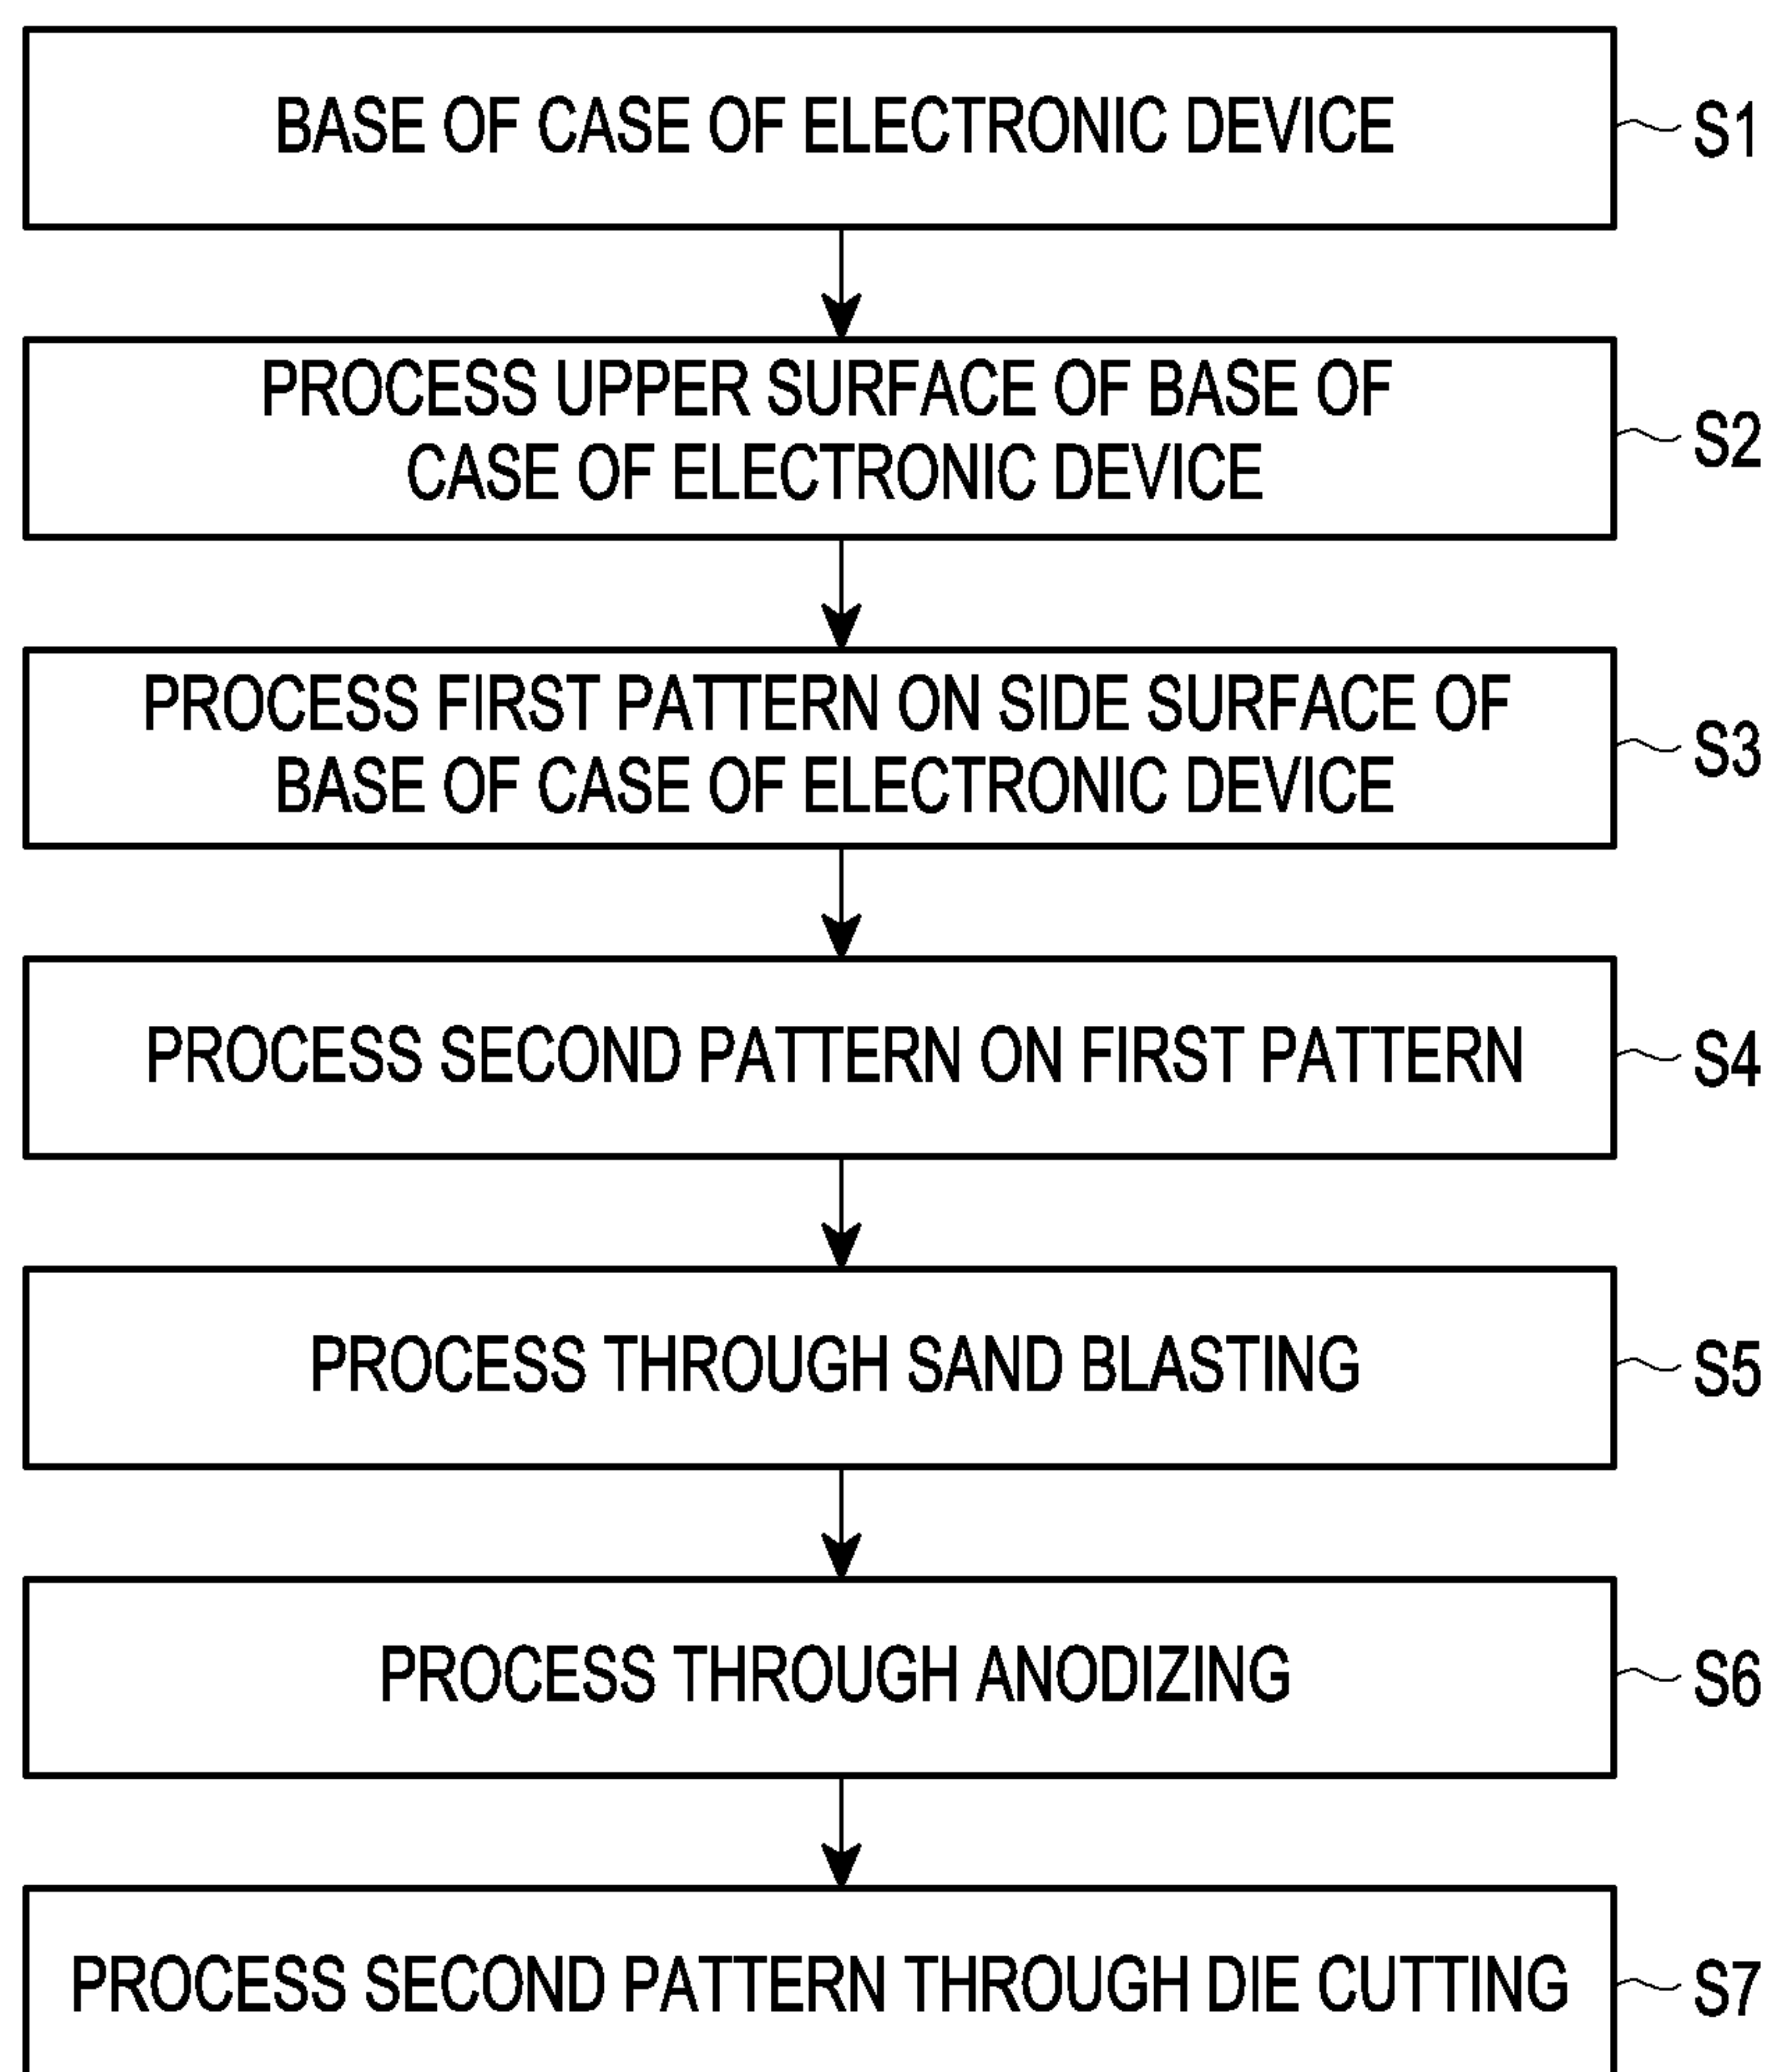 BASE OF CASE OF ELECTRONIC DEVICE
S1
PROCESS UPPER SURFACE OF BASE OF
CASE OF ELECTRONIC DEVICE
S2
PROCESS FIRST PATTERN ON SIDE SURFACE OF
BASE OF CASE OF ELECTRONIC DEVICE
S3
PROCESS SECOND PATTERN ON FIRST PATTERN
S4
PROCESS THROUGH SAND BLASTING
S5
PROCESS THROUGH ANODIZING
S6
PROCESS SECOND PATTERN THROUGH DIE CUTTING
S7